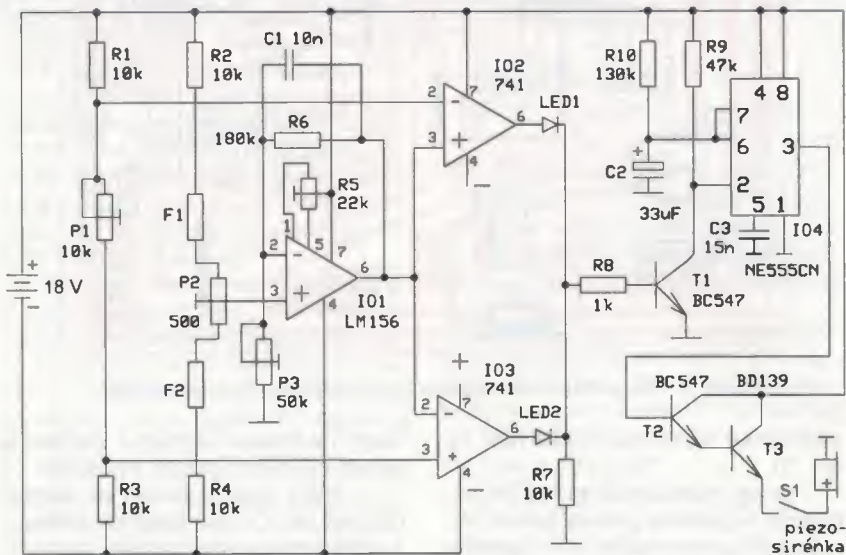 R1
10k
R2
10k
C1 10n
R6
180k
R5
22k
1
5
7
2
3
6
4
IO1
LM156
P1
10k
18 V
+
−
F1
P2
500
F2
P3
50k
R3
10k
R4
10k
IO2
741
2
3
7
6
4
−
LED1
+
IO3
741
2
3
7
6
4
−
LED2
R7
10k
R8
1k
T1
BC547
R10
130k
R9
47k
+
C2
33uF
4 8
7
6
3
2
5 1
C3
15n
IO4
NE555CN
BC547
BD139
T2
T3
S1
+
piezo-
sirénka